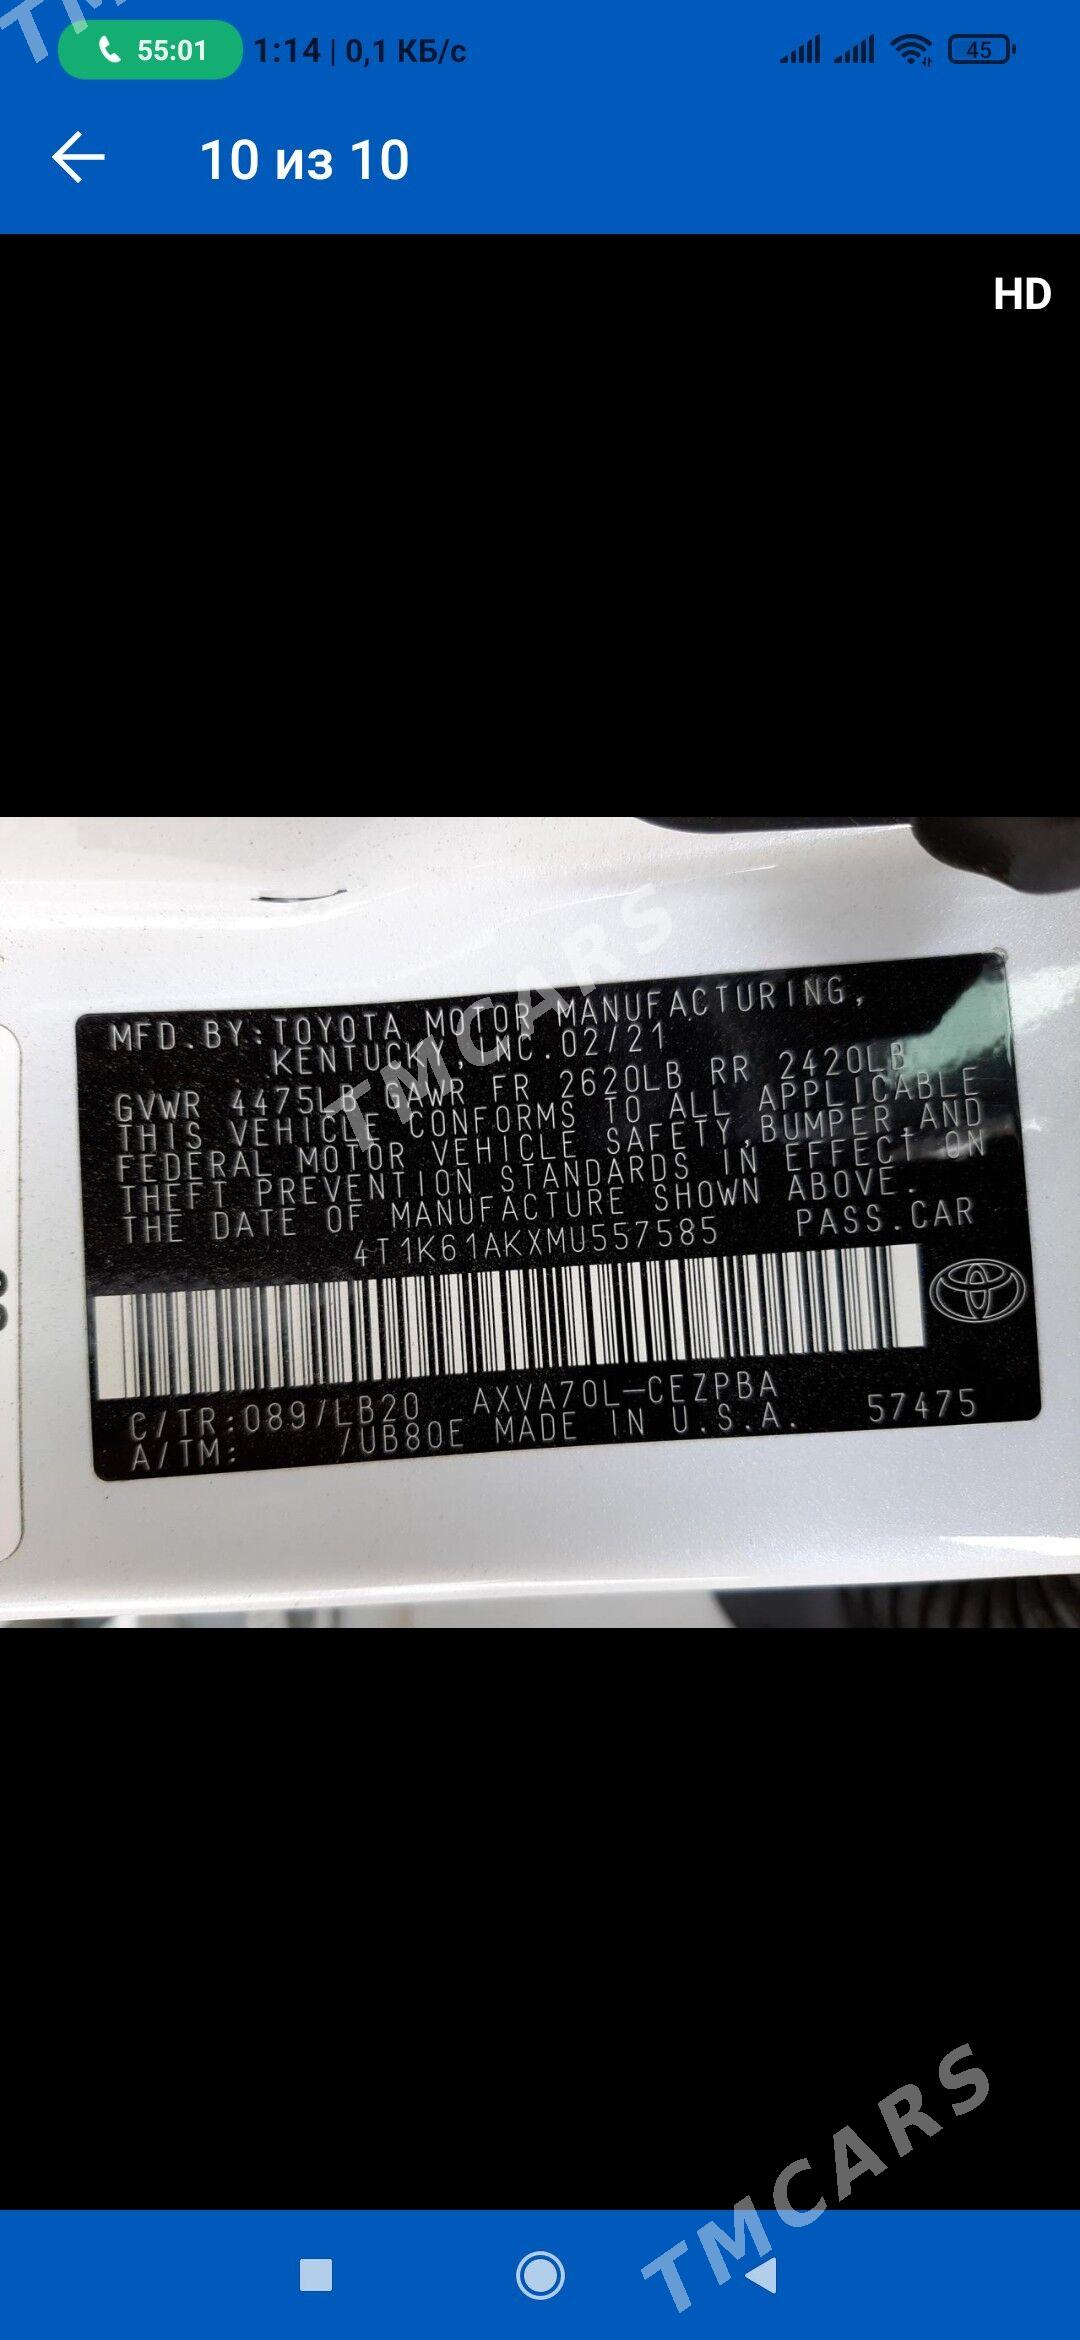 TMCARS
55:01 1:14 | 0,1 КБ/с 45
10 из 10
HD
MFD.BY:TOYOTA MOTOR MANUFACTURING,
KENTUCKY,INC.02/21
GVWR 4475LB GAWR FR 2620LB RR 2420LB
THIS VEHICLE CONFORMS TO ALL APPLICABLE
FEDERAL MOTOR VEHICLE SAFETY,BUMPER,AND
THEFT PREVENTION STANDARDS IN EFFECT ON
THE DATE OF MANUFACTURE SHOWN ABOVE.
4T1K61AKXMU557585 PASS.CAR
C/TR:089/LB20 AXVA70L-CEZPBA
A/TM: /UB80E MADE IN U.S.A. 57475
TMCARS
TMCARS